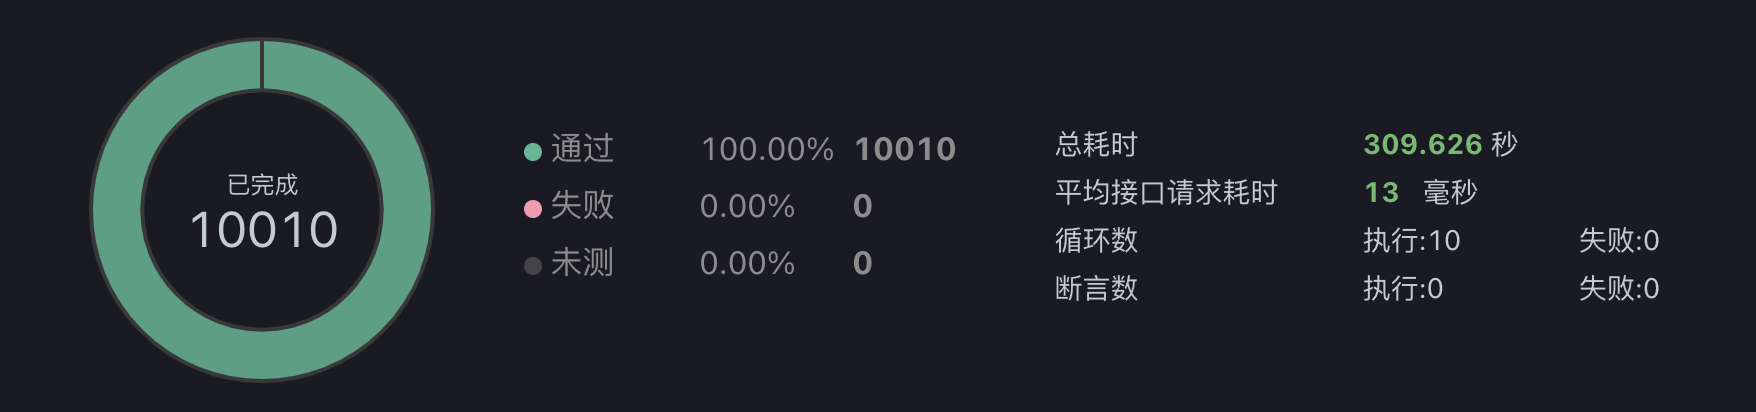 已完成
10010
通过 100.00% 10010
失败 0.00% 0
未测 0.00% 0
总耗时 309.626 秒
平均接口请求耗时 13 毫秒
循环数 执行:10 失败:0
断言数 执行:0 失败:0